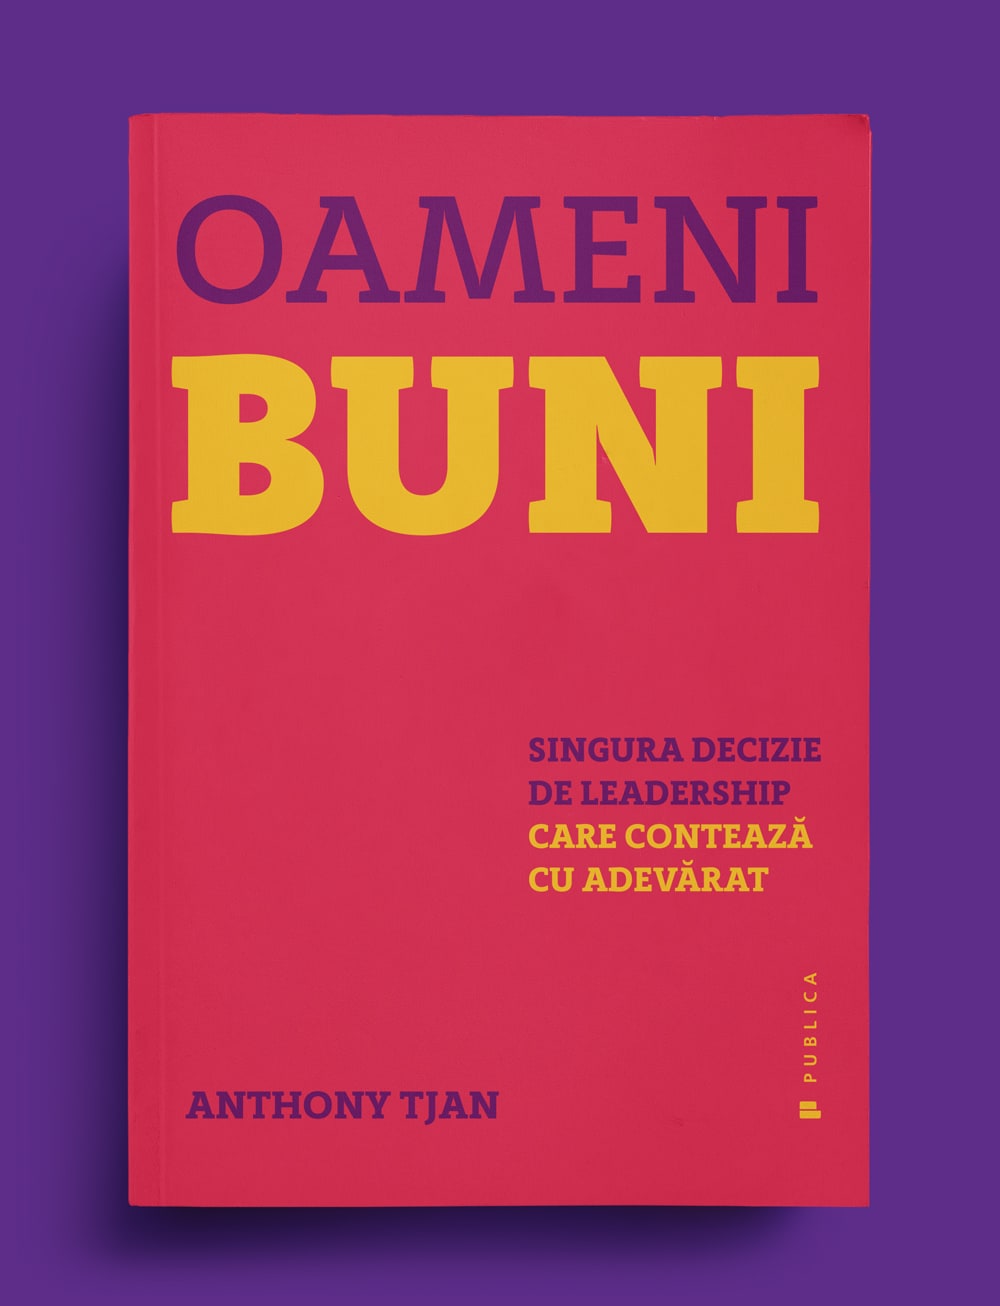 OAMENI
BUNI
SINGURA DECIZIE
DE LEADERSHIP
CARE CONTEAZĂ
CU ADEVĂRAT
PUBLICA
ANTHONY TJAN